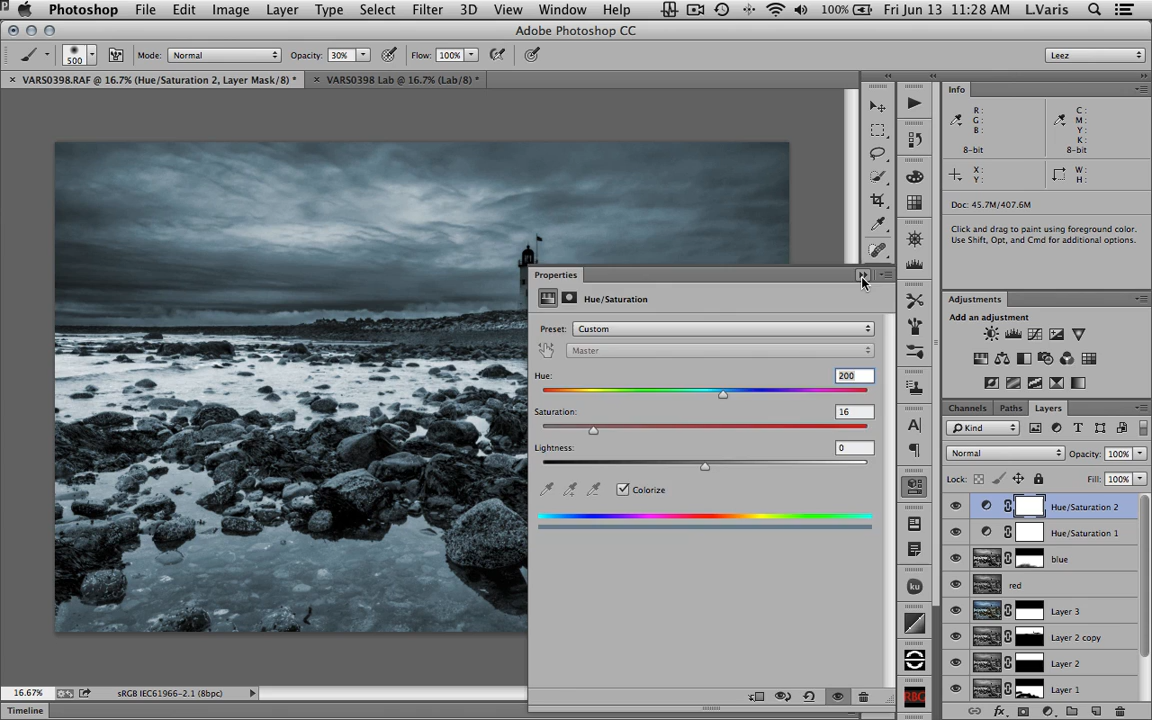 Photoshop File Edit Image Layer Type Select Filter 3D View Window Help 100% Fri Jun 13 11:28 AM L.Varis
Adobe Photoshop CC
500 Mode: Normal Opacity: 30% Flow: 100% Leez
× VARS0398.RAF @ 16.7% (Hue/Saturation 2, Layer Mask/8) * × VARS0398 Lab @ 16.7% (Lab/8) *
Info
R:
G:
B:
8-bit
C:
M:
Y:
K:
8-bit
X:
Y:
W:
H:
Doc: 45.7M/407.6M
Click and drag to paint using foreground color.
Use Shift, Opt, and Cmd for additional options.
Properties
Hue/Saturation
Preset: Custom
Master
Hue: 200
Saturation: 16
Lightness: 0
Colorize
Adjustments
Add an adjustment
Channels Paths Layers
Kind
Normal Opacity: 100%
Lock: Fill: 100%
Hue/Saturation 2
Hue/Saturation 1
blue
red
Layer 3
Layer 2 copy
Layer 2
Layer 1
A
ku
RBC
fx
16.67% sRGB IEC61966-2.1 (8bpc)
Timeline